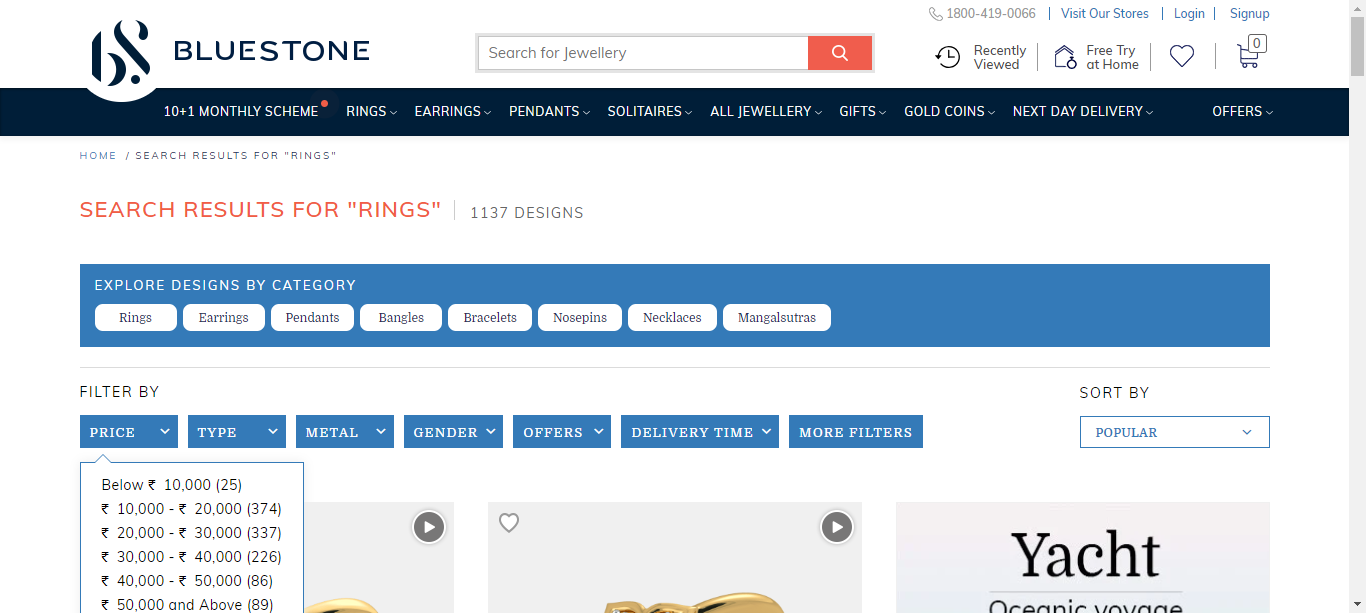 1800-419-0066 | Visit Our Stores | Login | Signup
BLUESTONE
Search for Jewellery
Recently Viewed
Free Try at Home
0
10+1 MONTHLY SCHEME RINGS EARRINGS PENDANTS SOLITAIRES ALL JEWELLERY GIFTS GOLD COINS NEXT DAY DELIVERY OFFERS
HOME / SEARCH RESULTS FOR "RINGS"
SEARCH RESULTS FOR "RINGS" | 1137 DESIGNS
EXPLORE DESIGNS BY CATEGORY
Rings Earrings Pendants Bangles Bracelets Nosepins Necklaces Mangalsutras
FILTER BY
SORT BY
PRICE TYPE METAL GENDER OFFERS DELIVERY TIME MORE FILTERS
POPULAR
Below ₹ 10,000 (25)
₹ 10,000 - ₹ 20,000 (374)
₹ 20,000 - ₹ 30,000 (337)
₹ 30,000 - ₹ 40,000 (226)
₹ 40,000 - ₹ 50,000 (86)
₹ 50,000 and Above (89)
Yacht
Oceanic voyage